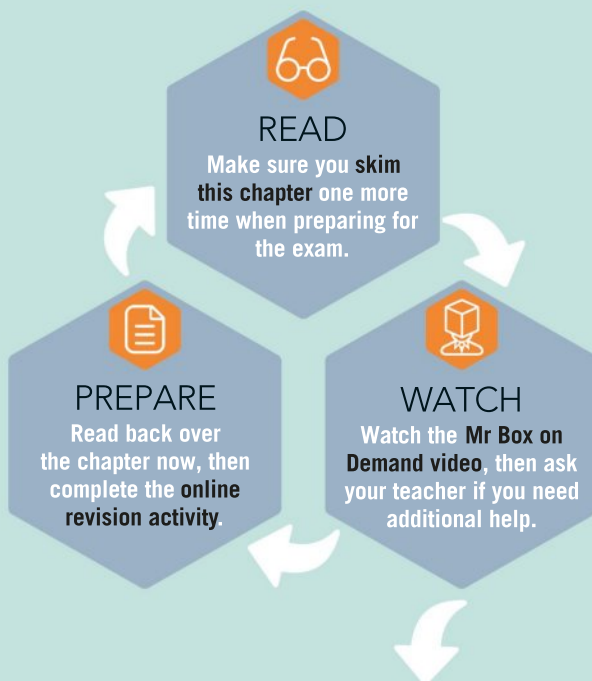 READ
Make sure you skim
this chapter one more
time when preparing for
the exam.
PREPARE
Read back over
the chapter now, then
complete the online
revision activity.
WATCH
Watch the Mr Box on
Demand video, then ask
your teacher if you need
additional help.